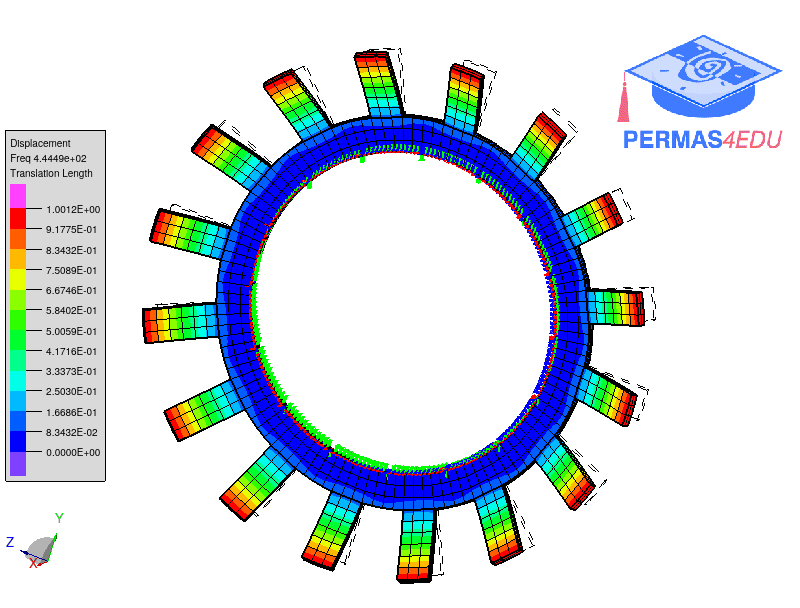 Displacement
Freq 4.4449e+02
Translation Length
1.0012E+00
9.1775E-01
8.3432E-01
7.5089E-01
6.6746E-01
5.8402E-01
5.0059E-01
4.1716E-01
3.3373E-01
2.5030E-01
1.6686E-01
8.3432E-02
0.0000E+00
PERMAS4EDU
Y
Z
X